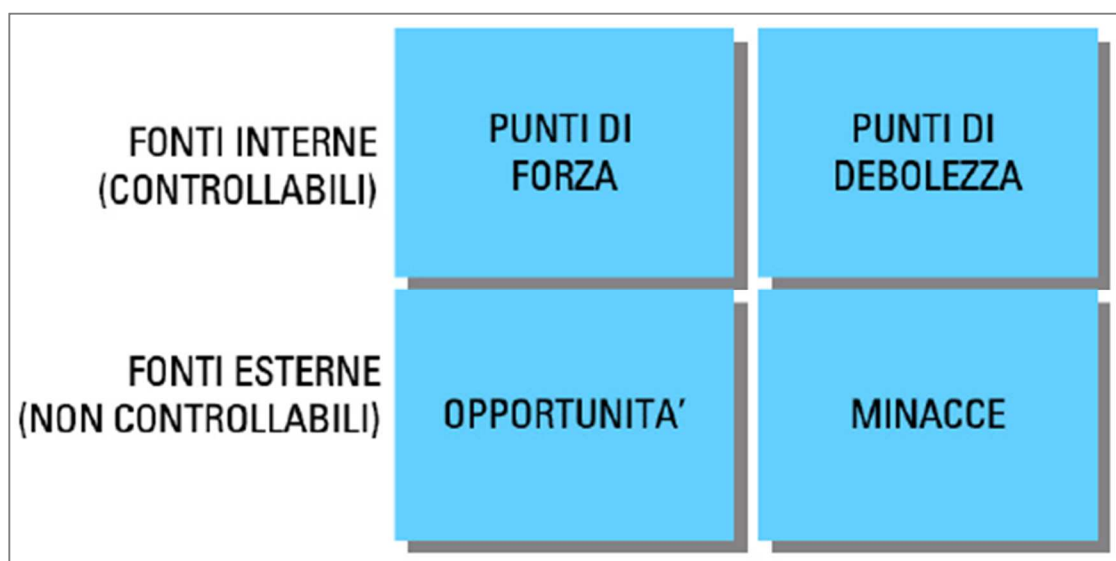 FONTI INTERNE
(CONTROLLABILI)
PUNTI DI
FORZA
PUNTI DI
DEBOLEZZA
FONTI ESTERNE
(NON CONTROLLABILI)
OPPORTUNITA’
MINACCE